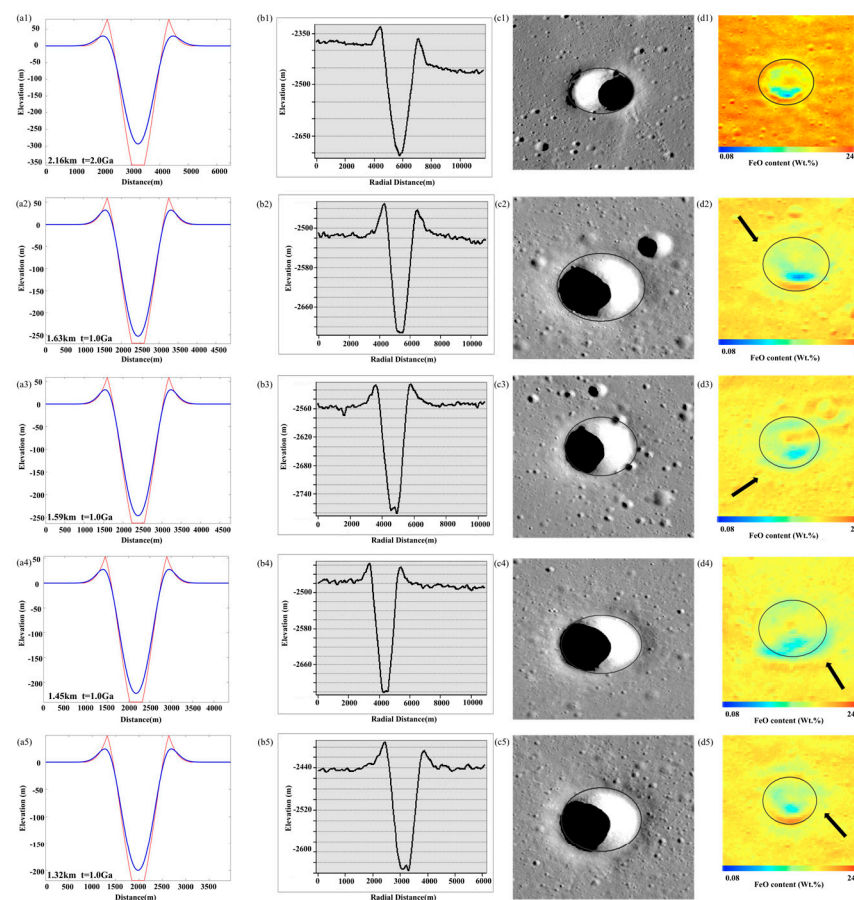 (a1) (b1) (c1) (d1)
Elevation (m)
50
0
-50
-100
-150
-200
-250
-300
-350
2.16km t=2.0Ga
0 1000 2000 3000 4000 5000 6000
Distance(m)
Elevation (m)
-2350
-2500
-2650
0 2000 4000 6000 8000 10000
Radial Distance(m)
0.08 24
FeO content (Wt.%)
(a2) (b2) (c2) (d2)
Elevation (m)
50
0
-50
-100
-150
-200
-250
1.63km t=1.0Ga
0 500 1000 1500 2000 2500 3000 3500 4000 4500
Distance(m)
Elevation (m)
-2500
-2580
-2660
0 2000 4000 6000 8000 10000
Radial Distance(m)
0.08 24
FeO content (Wt.%)
(a3) (b3) (c3) (d3)
Elevation (m)
50
0
-50
-100
-150
-200
-250
1.59km t=1.0Ga
0 500 1000 1500 2000 2500 3000 3500 4000 4500
Distance(m)
Elevation (m)
-2560
-2620
-2680
-2740
0 2000 4000 6000 8000 10000
Radial Distance(m)
0.08 24
FeO content (Wt.%)
(a4) (b4) (c4) (d4)
Elevation (m)
50
0
-50
-100
-150
-200
1.45km t=1.0Ga
0 500 1000 1500 2000 2500 3000 3500 4000
Distance(m)
Elevation (m)
-2500
-2580
-2660
0 2000 4000 6000 8000 10000
Radial Distance(m)
0.08 24
FeO content (Wt.%)
(a5) (b5) (c5) (d5)
Elevation (m)
50
0
-50
-100
-150
-200
1.32km t=1.0Ga
0 500 1000 1500 2000 2500 3000 3500
Distance(m)
Elevation (m)
-2440
-2520
-2600
0 1000 2000 3000 4000 5000 6000
Radial Distance(m)
0.08 24
FeO content (Wt.%)